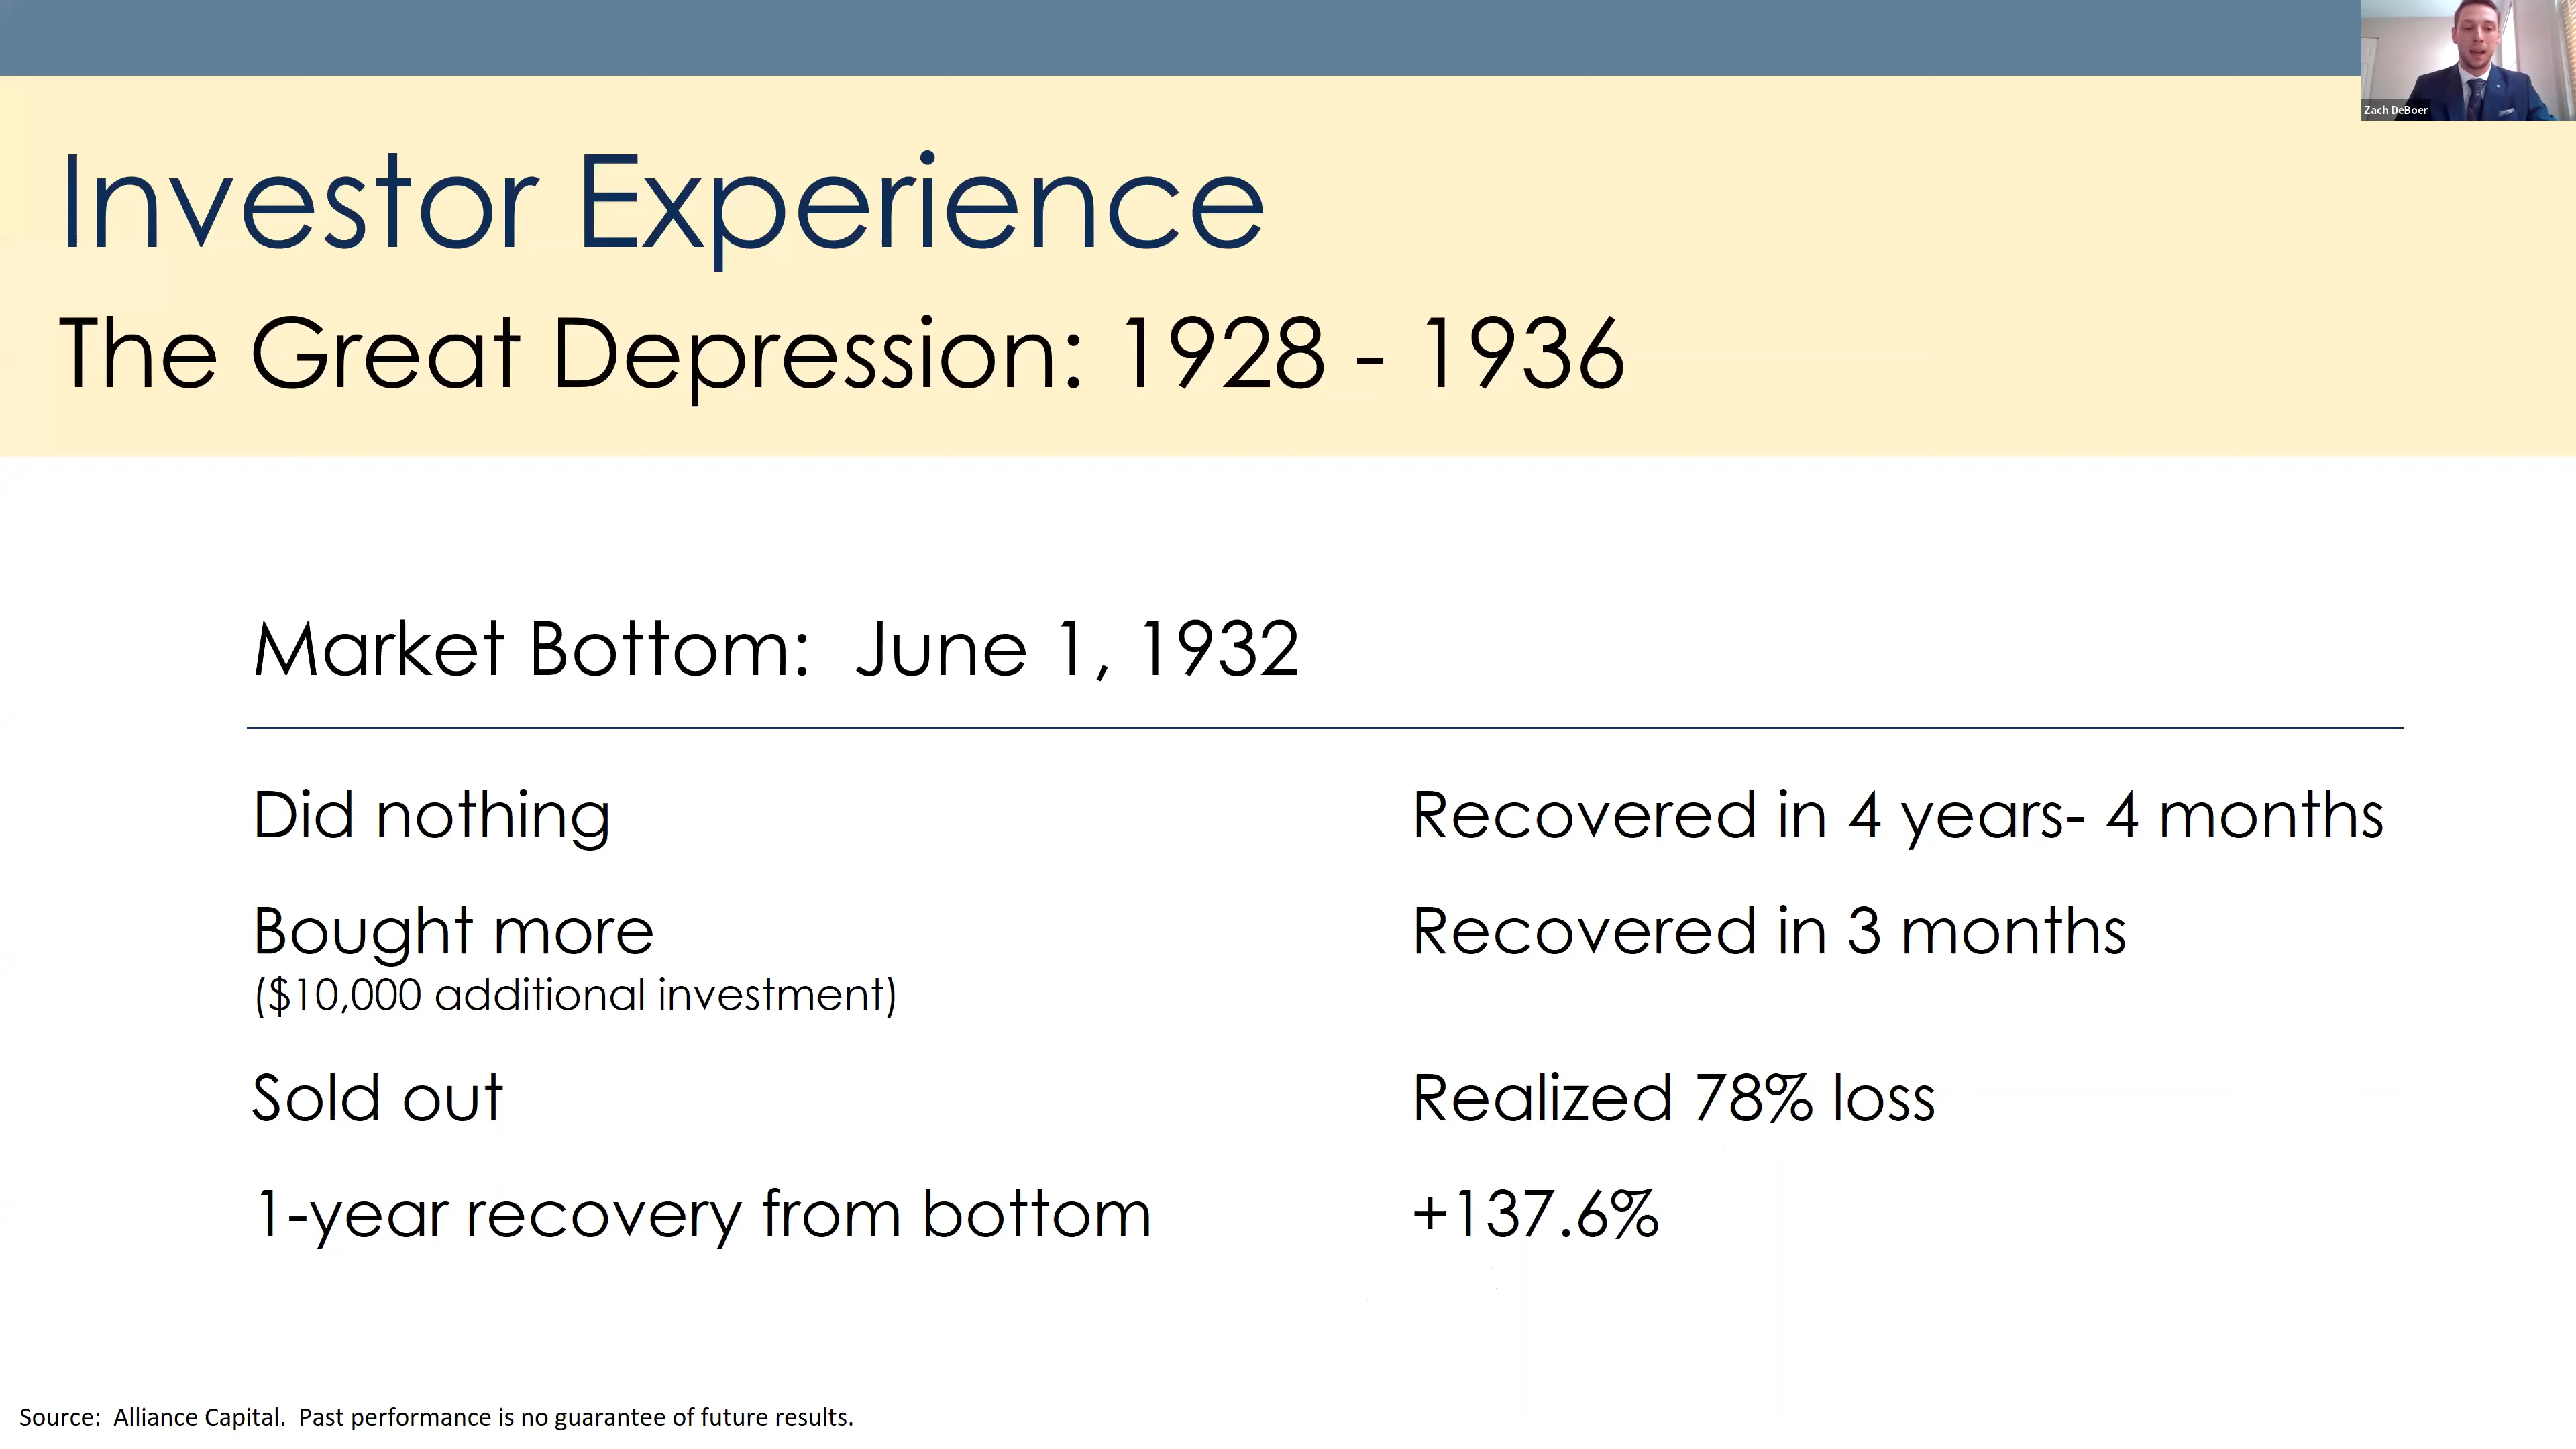 Zach DeBoer
Investor Experience
The Great Depression: 1928 - 1936
Market Bottom:  June 1, 1932
Did nothing
Recovered in 4 years- 4 months
Bought more
Recovered in 3 months
($10,000 additional investment)
Sold out
Realized 78% loss
1-year recovery from bottom
+137.6%
Source:  Alliance Capital.  Past performance is no guarantee of future results.